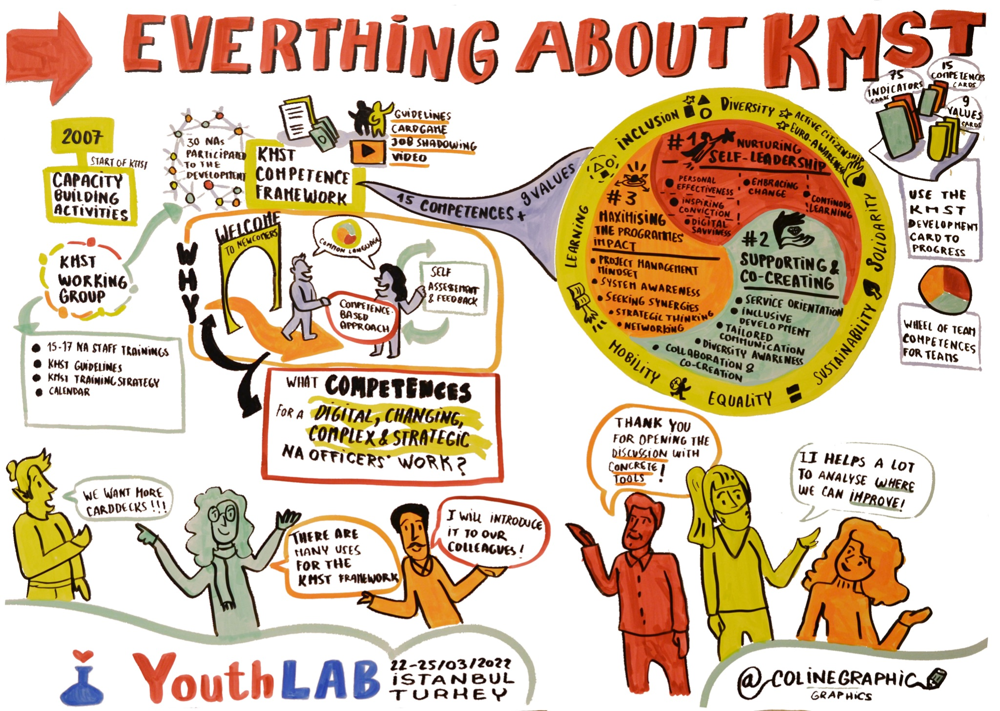 EVERTHING ABOUT KMST
2007
START OF KMST
CAPACITY
BUILDING
ACTIVITIES
30 NAs
PARTICIPATED
TO THE
DEVELOPMENT
KMST
COMPETENCE
FRAMEWORK
GUIDELINES
CARDGAME
JOB SHADOWING
VIDEO
15 COMPETENCES +
9 VALUES
KMST
WORKING
GROUP
15-17 NA STAFF TRAININGS
KMST GUIDELINES
KMST TRAINING STRATEGY
CALENDAR
WHY
WELCOME
TO NEWCOMERS
COMMON LANGUAGE
COMPETENCE-
BASED
APPROACH
SELF
ASSESSMENT
& FEEDBACK
WHAT COMPETENCES
FOR A DIGITAL, CHANGING,
COMPLEX & STRATEGIC
NA OFFICERS' WORK?
INCLUSION
DIVERSITY
ACTIVE CITIZENSHIP
EURO-AWARENESS
SOLIDARITY
SUSTAINABILITY
EQUALITY
MOBILITY
LEARNING
#1
NURTURING
SELF-LEADERSHIP
PERSONAL
EFFECTIVENESS
EMBRACING
CHANGE
INSPIRING
CONVICTION
CONTINOUS
LEARNING
DIGITAL
SAVVINESS
#2
SUPPORTING &
CO-CREATING
SERVICE ORIENTATION
INCLUSIVE
DEVELOPMENT
TAILORED
COMMUNICATION
DIVERSITY AWARENESS
COLLABORATION &
CO-CREATION
#3
MAXIMISING
THE PROGRAMMES'
IMPACT
PROJECT MANAGEMENT
MINDSET
SYSTEM AWARENESS
SEEKING SYNERGIES
STRATEGIC THINKING
NETWORKING
75
INDICATORS
CARDS
15
COMPETENCES
CARDS
9
VALUES
CARDS
USE THE
KMST
DEVELOPMENT
CARD TO
PROGRESS
WHEEL OF TEAM
COMPETENCES
FOR TEAMS
WE WANT MORE
CARDDECKS!!!
THERE ARE
MANY USES
FOR THE
KMST FRAMEWORK
I WILL INTRODUCE
IT TO OUR
COLLEAGUES!
THANK YOU
FOR OPENING THE
DISCUSSION WITH
CONCRETE
TOOLS!
IT HELPS A LOT
TO ANALYSE WHERE
WE CAN IMPROVE!
YouthLAB
22-25/03/2022
ISTANBUL
TURKEY
@COLINEGRAPHIC
GRAPHICS